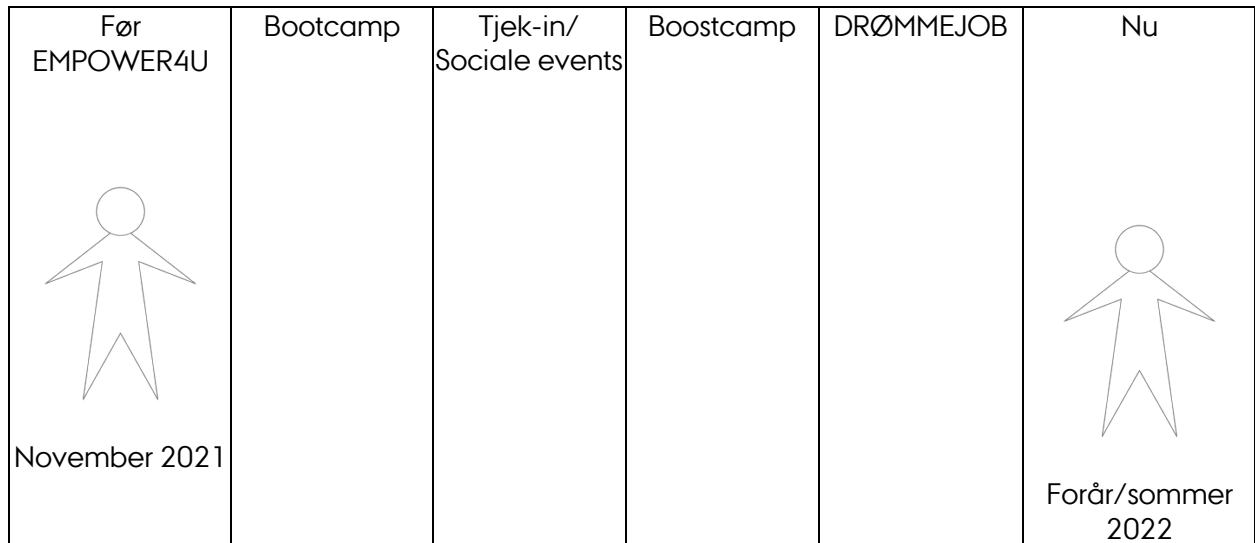 Før
EMPOWER4U
Bootcamp
Tjek-in/
Sociale events
Boostcamp
DRØMMEJOB
Nu
November 2021
Forår/sommer
2022